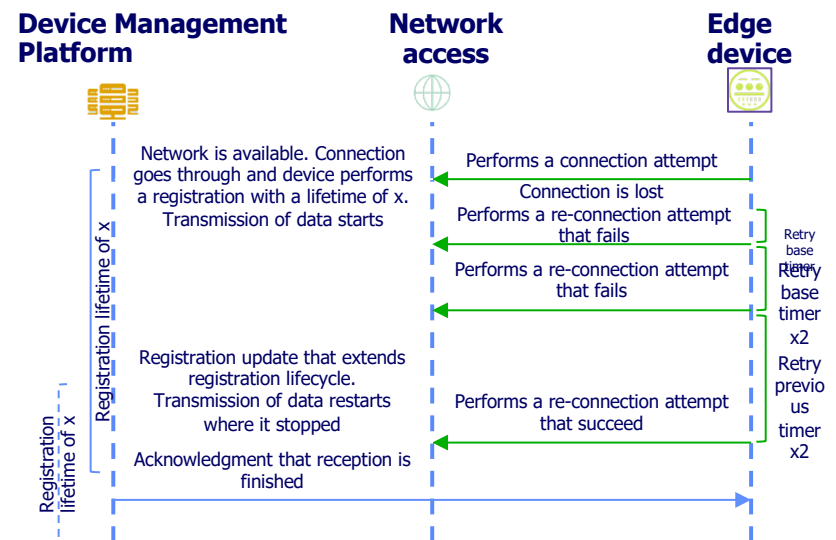 Device Management
Platform
Network
access
Edge
device
Network is available. Connection
goes through and device performs
a registration with a lifetime of x.
Transmission of data starts
Performs a connection attempt
Connection is lost
Performs a re-connection attempt
that fails
Retry
base
timer
Performs a re-connection attempt
that fails
Retry
base
timer
x2
Registration lifetime of x
Registration update that extends
registration lifecycle.
Transmission of data restarts
where it stopped
Performs a re-connection attempt
that succeed
Retry
previo
us
timer
x2
Registration
lifetime of x
Acknowledgment that reception is
finished